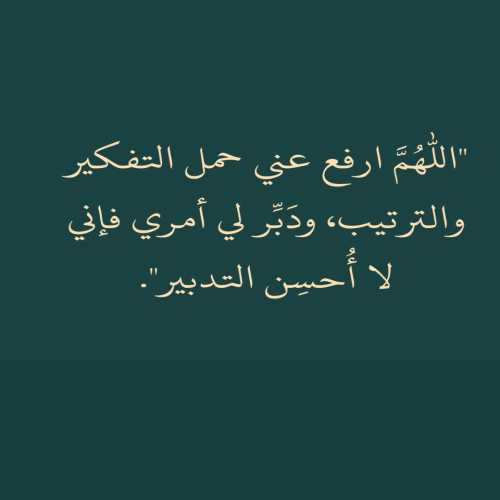 "اللّٰهُمَّ ارفع عني حمل التفكير
والترتيب، ودَبِّر لي أمري فإني
لا أُحسِن التدبير".